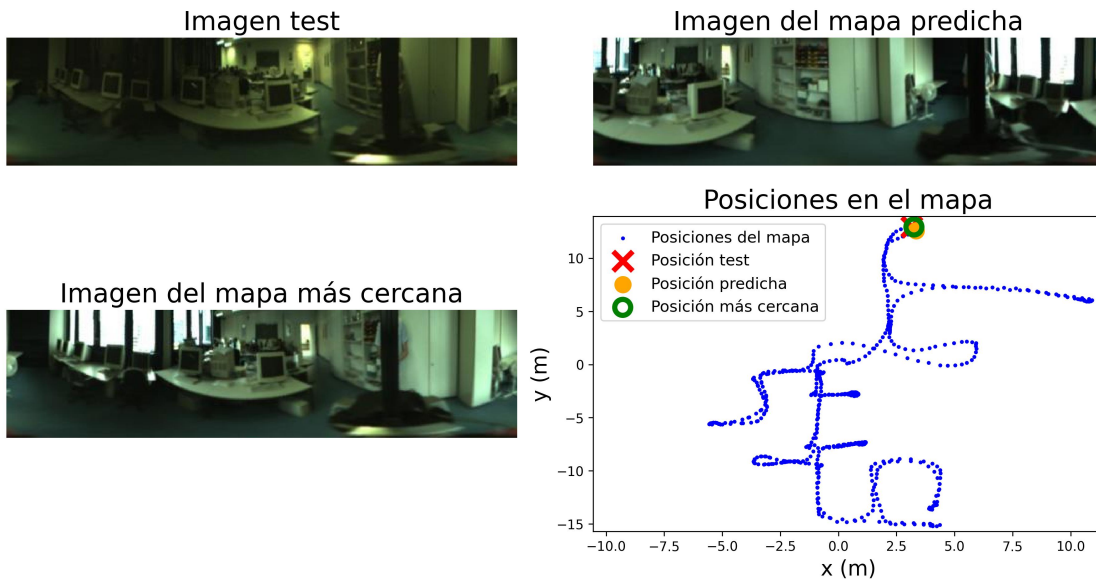 Imagen test
Imagen del mapa predicha
Imagen del mapa más cercana
Posiciones en el mapa
Posiciones del mapa
Posición test
Posición predicha
Posición más cercana
y (m)
10
5
0
−5
−10
−15
−10.0 −7.5 −5.0 −2.5 0.0 2.5 5.0 7.5 10.0
x (m)